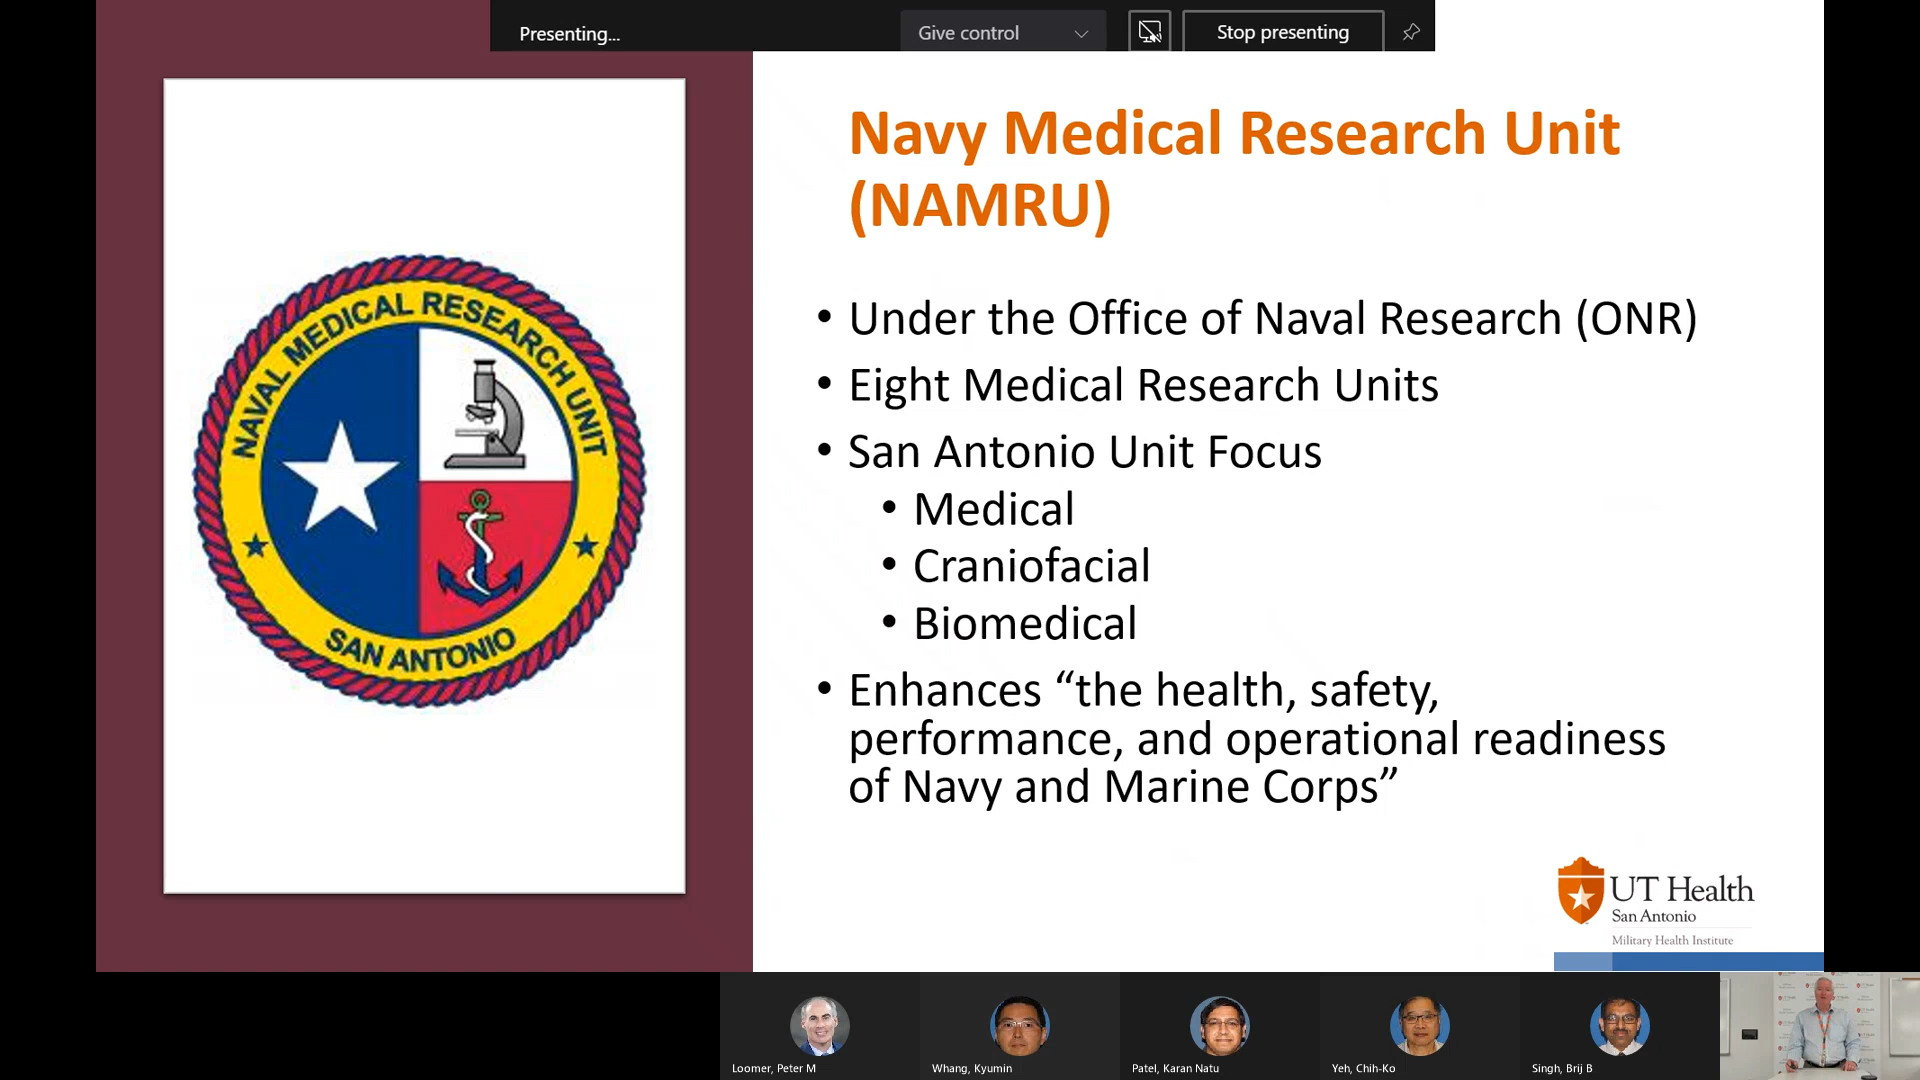 Presenting...
Give control
Stop presenting
NAVAL MEDICAL RESEARCH UNIT
SAN ANTONIO
Navy Medical Research Unit
(NAMRU)
• Under the Office of Naval Research (ONR)
• Eight Medical Research Units
• San Antonio Unit Focus
• Medical
• Craniofacial
• Biomedical
• Enhances “the health, safety,
performance, and operational readiness
of Navy and Marine Corps”
UT Health
San Antonio
Military Health Institute
Loomer, Peter M
Whang, Kyumin
Patel, Karan Natu
Yeh, Chih-Ko
Singh, Brij B